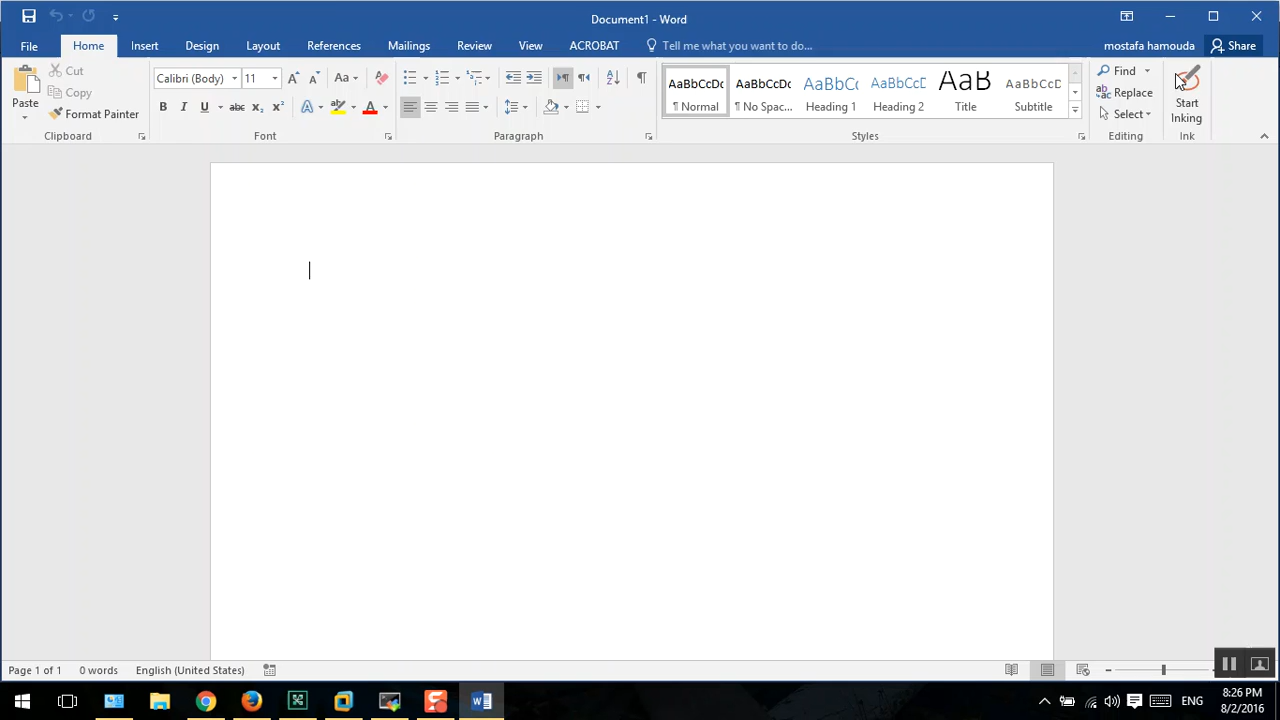 Document1 - Word
File Home Insert Design Layout References Mailings Review View ACROBAT Tell me what you want to do... mostafa hamouda Share
Paste
Cut
Copy
Format Painter
Clipboard
Calibri (Body) 11 Aa
B I U abc x₂ x² A A
Font
Paragraph
AaBbCcDc AaBbCcDc AaBbCc AaBbCcD AaB AaBbCcD
¶ Normal ¶ No Spac... Heading Heading 2 Title Subtitle
Styles
Find
Replace
Select
Editing
Start
Inking
Ink
Page 1 of 1 0 words English (United States)
ENG
8:26 PM
8/2/2016